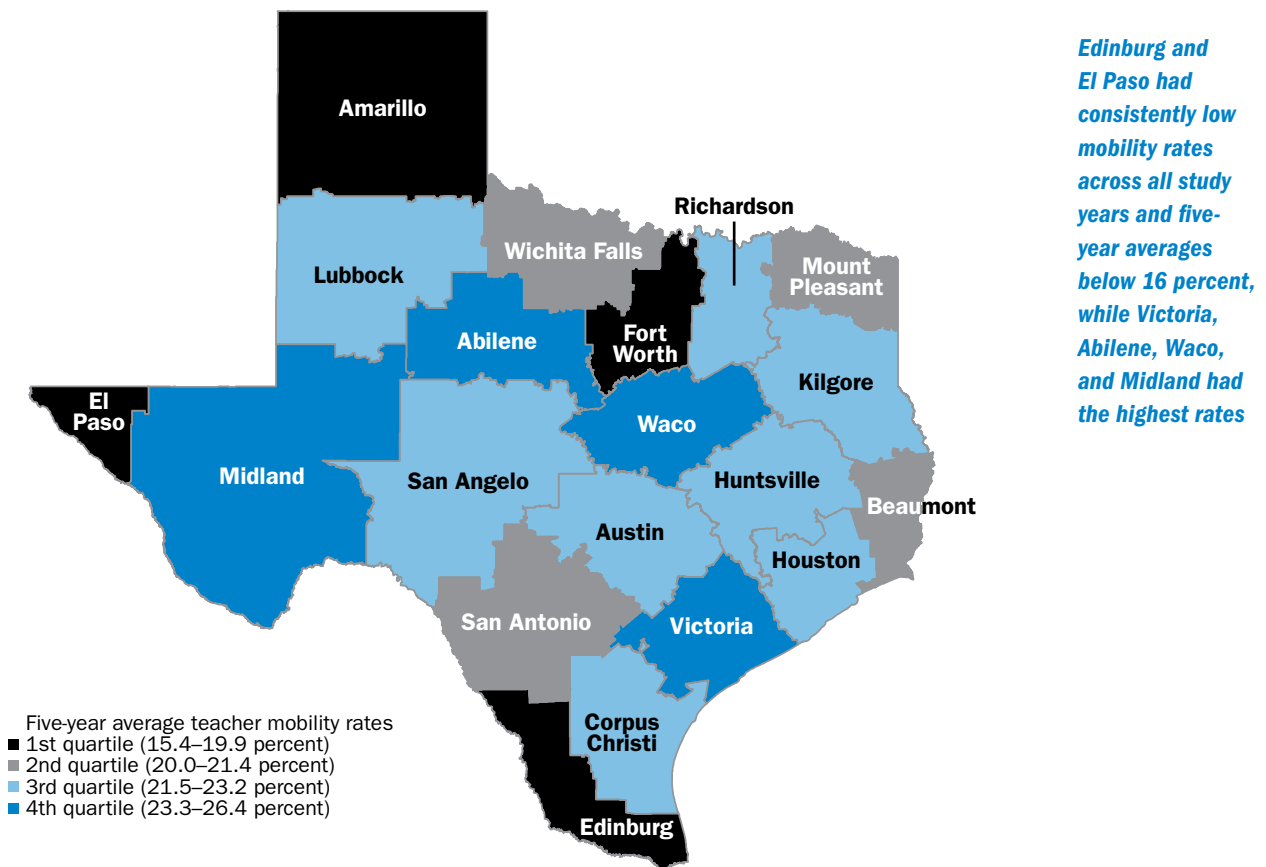 Edinburg and
El Paso had
consistently low
mobility rates
across all study
years and five-
year averages
below 16 percent,
while Victoria,
Abilene, Waco,
and Midland had
the highest rates
Amarillo
Richardson
Wichita Falls
Lubbock
Mount
Pleasant
Fort
Worth
Abilene
Kilgore
El
Paso
Waco
Midland
San Angelo
Huntsville
Beaumont
Austin
Houston
San Antonio
Victoria
Corpus
Christi
Edinburg
Five-year average teacher mobility rates
1st quartile (15.4–19.9 percent)
2nd quartile (20.0–21.4 percent)
3rd quartile (21.5–23.2 percent)
4th quartile (23.3–26.4 percent)